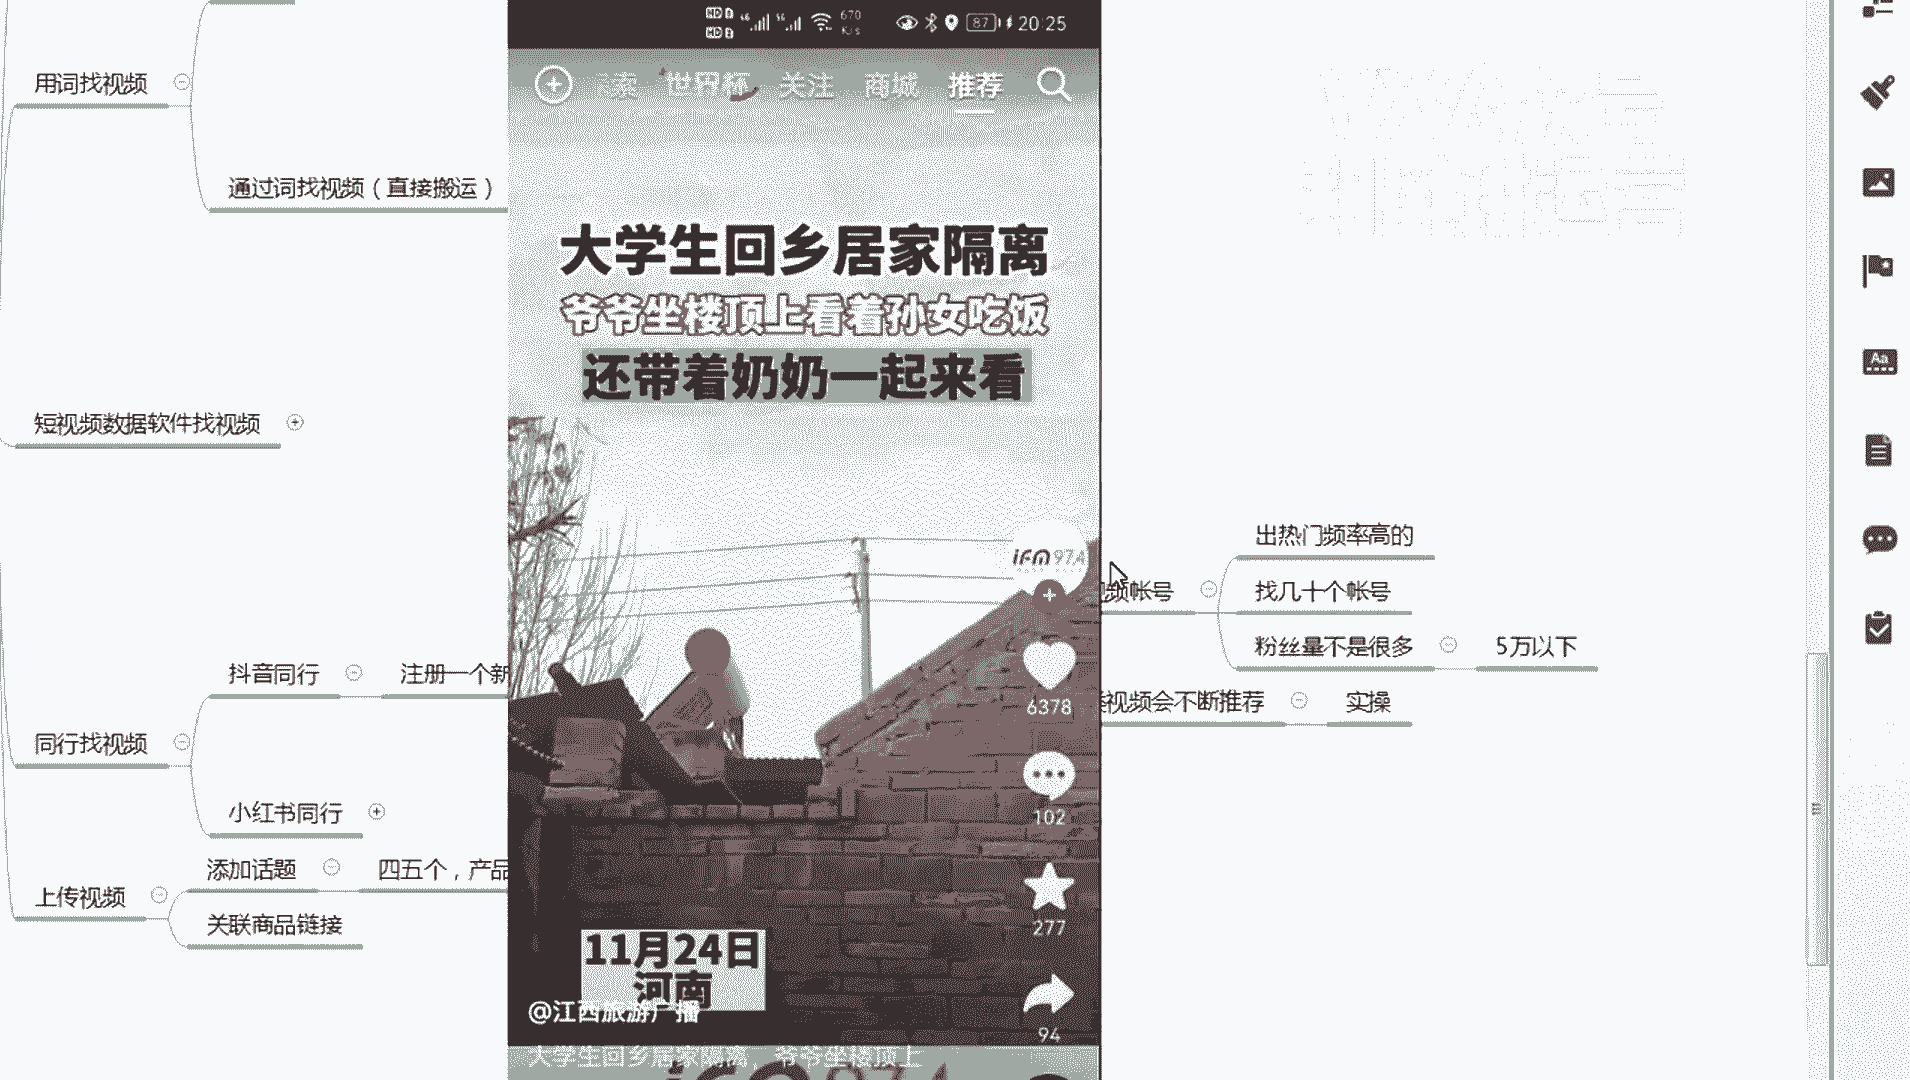 用词找视频
通过词找视频（直接搬运）
短视频数据软件找视频
抖音同行
注册一个新
同行找视频
小红书同行
上传视频
添加话题
四五个，产品
关联商品链接
670
K/s
87
20:25
索
世界杯
关注
商城
推荐
大学生回乡居家隔离
爷爷坐楼顶上看着孙女吃饭
还带着奶奶一起来看
iFM 97.4
6378
102
277
94
11月24日
河南
@江西旅游广播
大学生回乡居家隔离，爷爷坐楼顶上
频帐号
出热门频率高的
找几十个帐号
粉丝量不是很多
5万以下
视频会不断推荐
实操
Aa